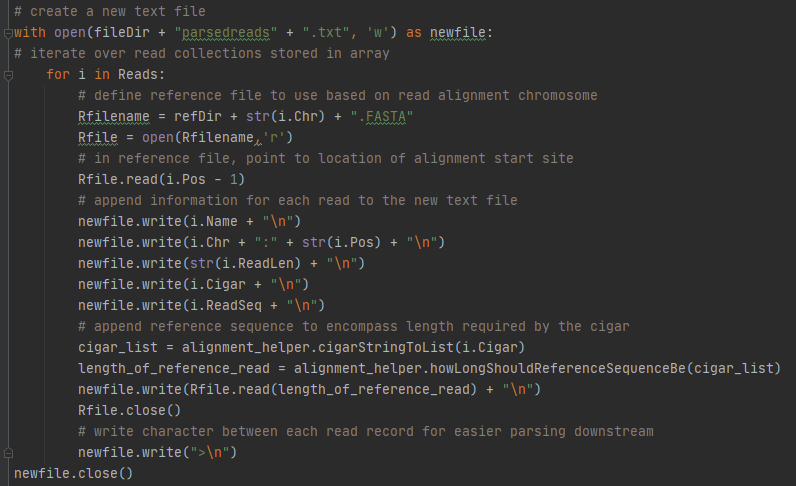 # create a new text file
with open(fileDir + "parsedreads" + ".txt", 'w') as newfile:
# iterate over read collections stored in array
    for i in Reads:
        # define reference file to use based on read alignment chromosome
        Rfilename = refDir + str(i.Chr) + ".FASTA"
        Rfile = open(Rfilename,'r')
        # in reference file, point to location of alignment start site
        Rfile.read(i.Pos - 1)
        # append information for each read to the new text file
        newfile.write(i.Name + "\n")
        newfile.write(i.Chr + ":" + str(i.Pos) + "\n")
        newfile.write(str(i.ReadLen) + "\n")
        newfile.write(i.Cigar + "\n")
        newfile.write(i.ReadSeq + "\n")
        # append reference sequence to encompass length required by the cigar
        cigar_list = alignment_helper.cigarStringToList(i.Cigar)
        length_of_reference_read = alignment_helper.howLongShouldReferenceSequenceBe(cigar_list)
        newfile.write(Rfile.read(length_of_reference_read) + "\n")
        Rfile.close()
        # write character between each read record for easier parsing downstream
        newfile.write(">\n")
newfile.close()